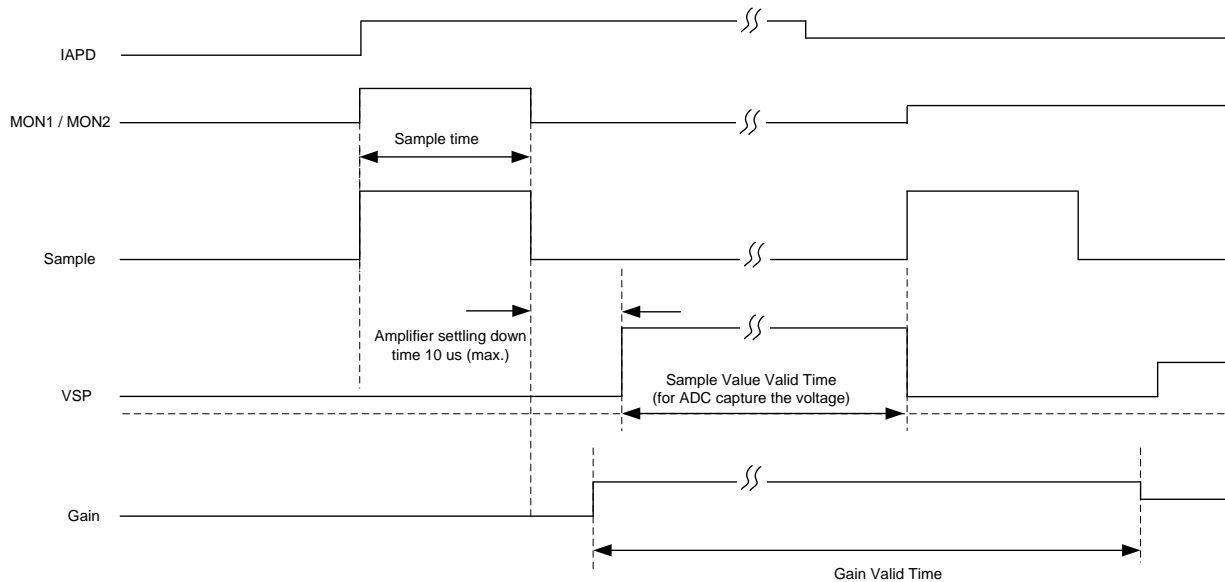 IAPD
MON1 / MON2
Sample time
Sample
Amplifier settling down
time 10 us (max.)
Sample Value Valid Time
(for ADC capture the voltage)
VSP
Gain
Gain Valid Time